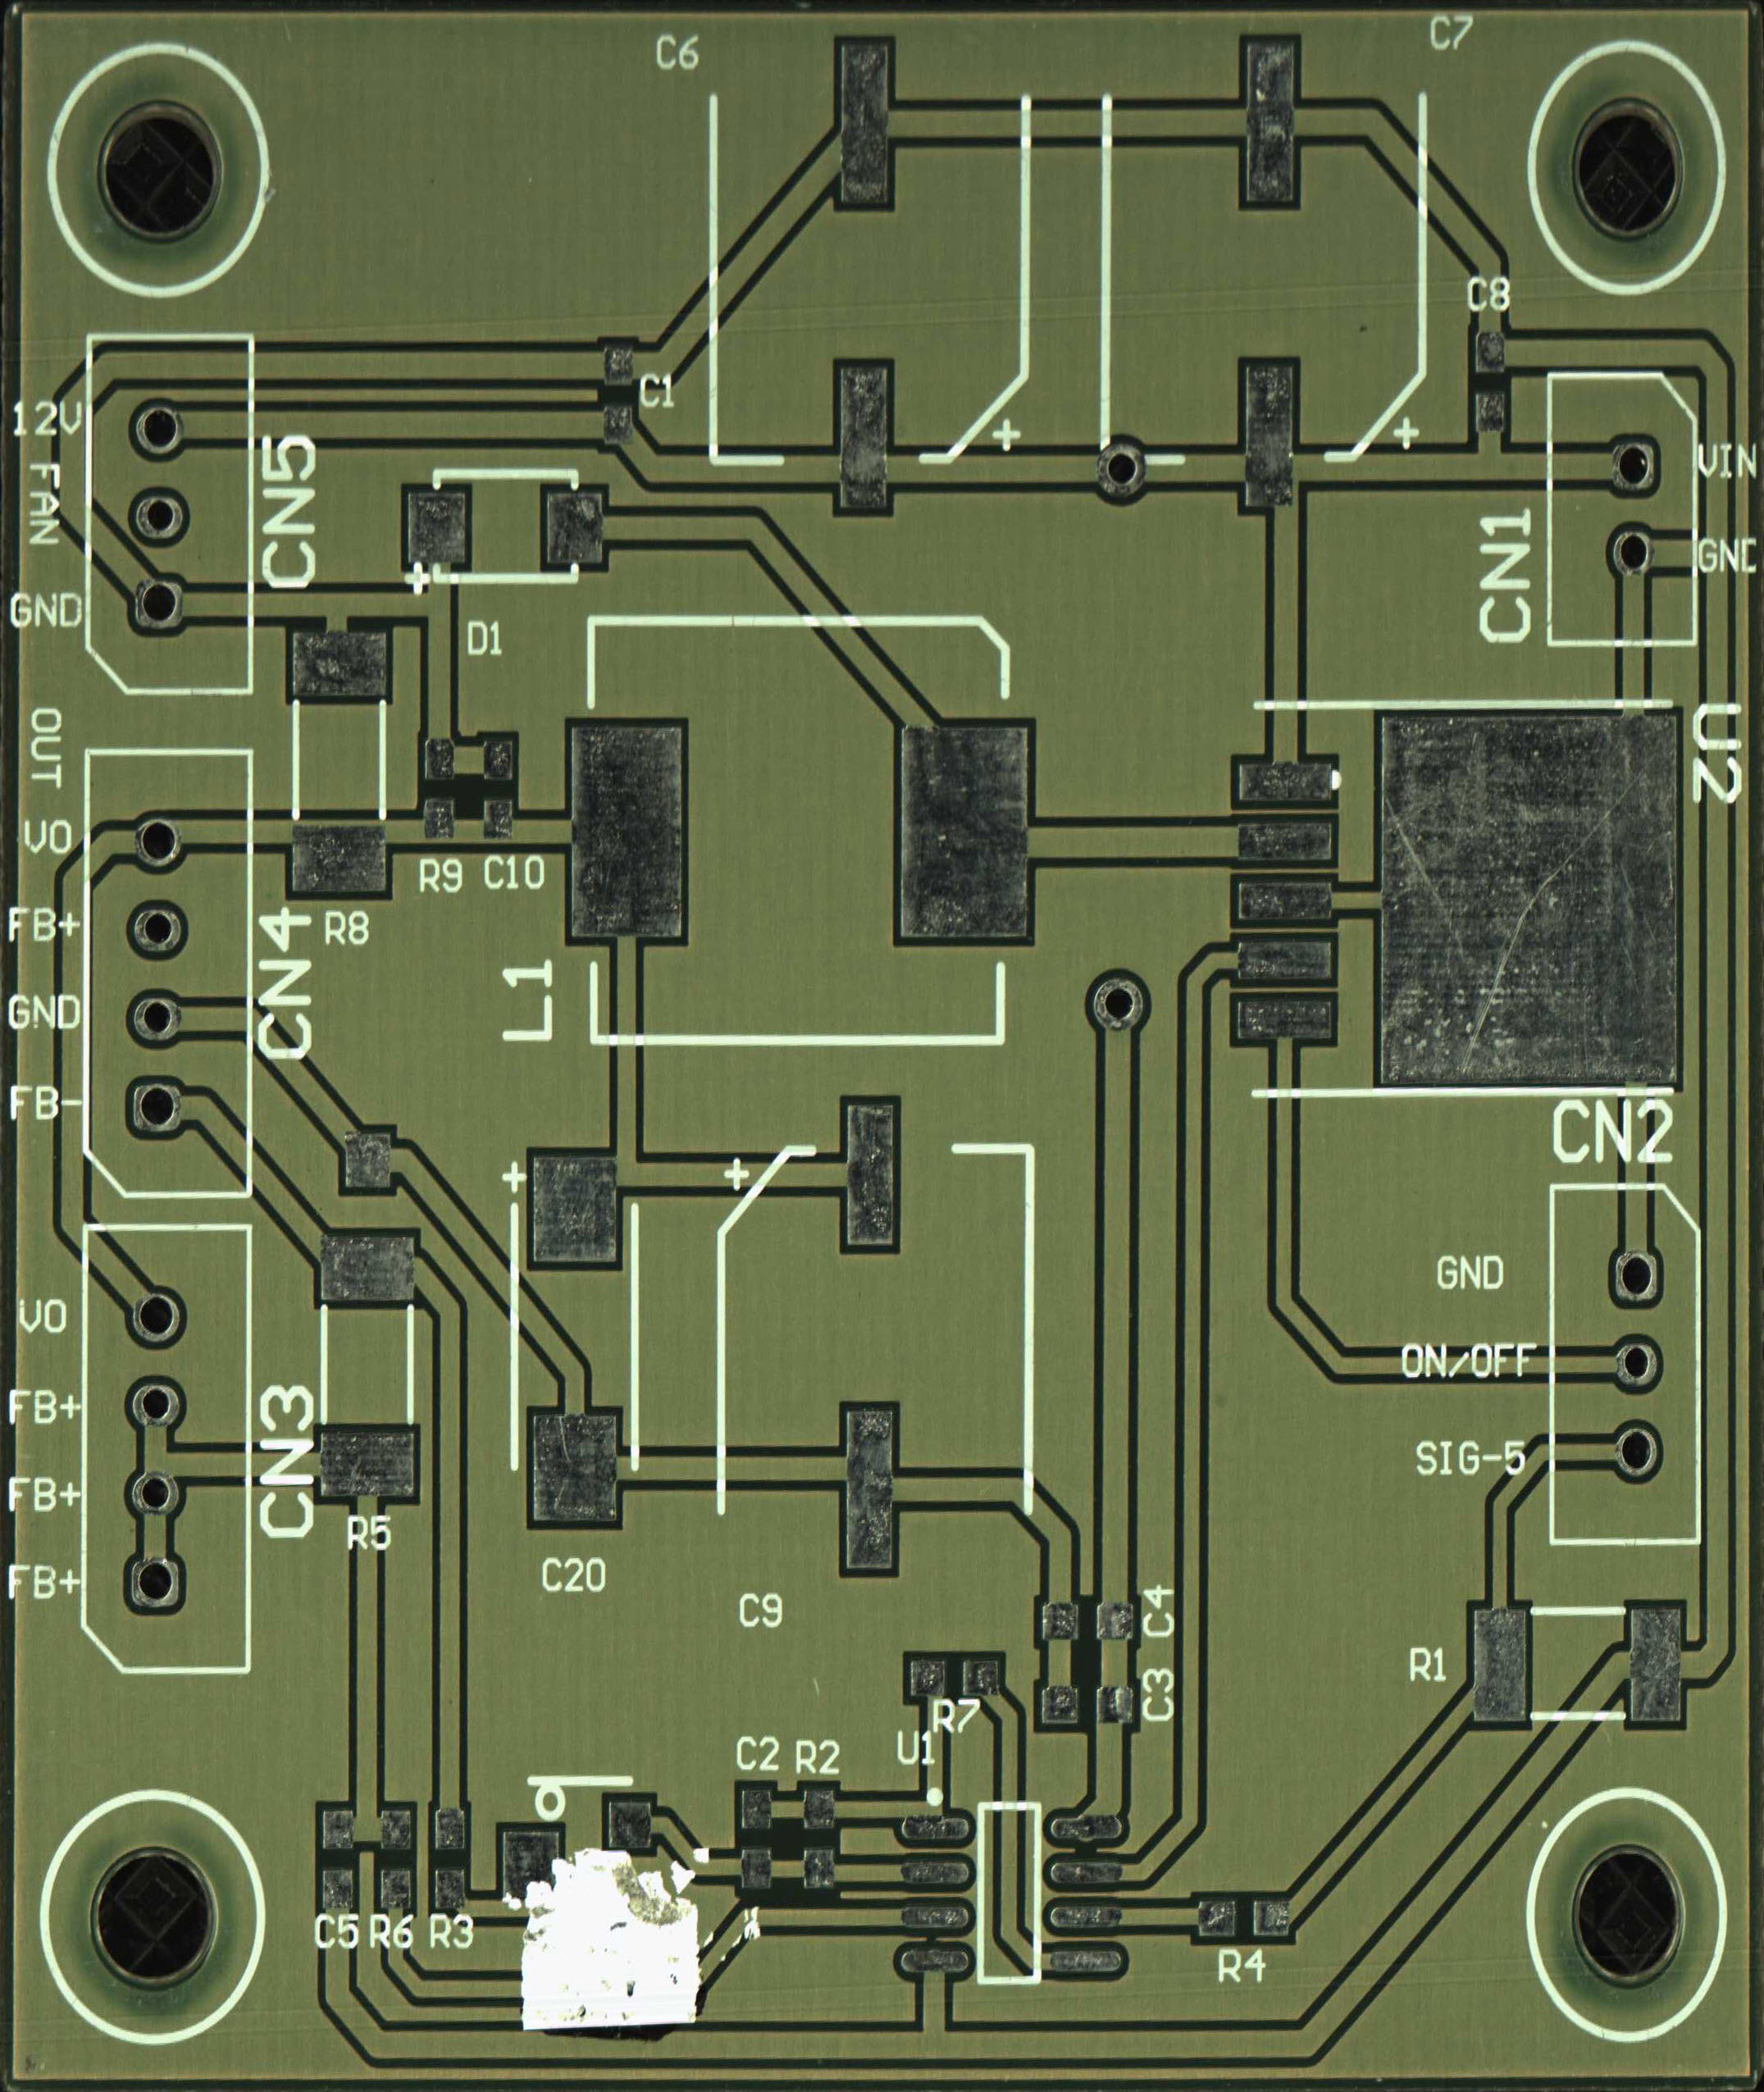 C6
C7
C8
C1
12V
FAN
GND
CN5
VIN
GND
CN1
D1
OUT
U2
VO
FB+
GND
FB-
CN4
R9
C10
R8
L1
CN2
GND
ON/OFF
SIG-5
VO
FB+
FB+
FB+
CN3
R5
C20
C9
C4
C3
R1
R7
U1
C2
R2
C5
R6
R3
R4